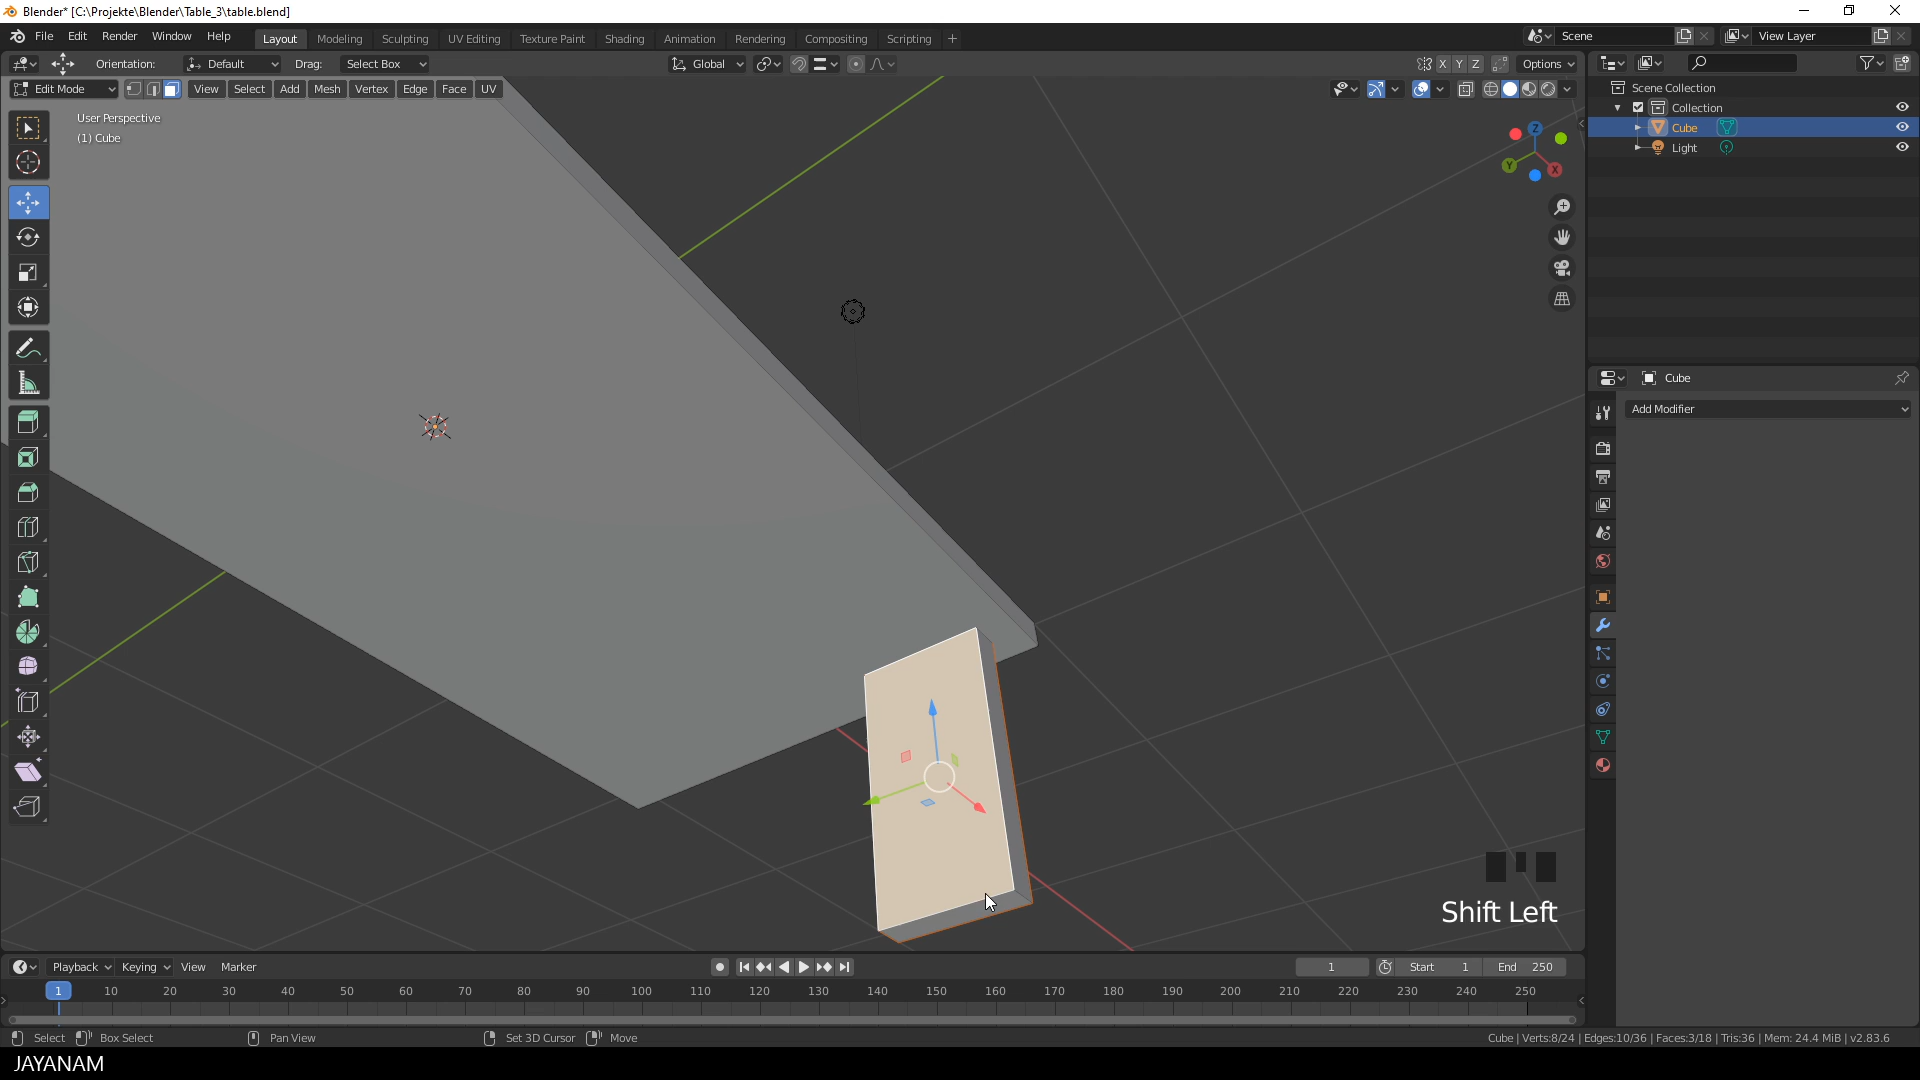 Blender* [C:\Projekte\Blender\Table_3\table.blend]
File Edit Render Window Help Layout Modeling Sculpting UV Editing Texture Paint Shading Animation Rendering Compositing Scripting + Scene View Layer
Orientation: Default Drag: Select Box Global X Y Z Options
Edit Mode View Select Add Mesh Vertex Edge Face UV
User Perspective
(1) Cube
Z
Y
X
Scene Collection
Collection
Cube
Light
Cube
Add Modifier
Shift Left
Playback Keying View Marker 1 Start 1 End 250
1 10 20 30 40 50 60 70 80 90 100 110 120 130 140 150 160 170 180 190 200 210 220 230 240 250
Select Box Select Pan View Set 3D Cursor Move Cube | Verts:8/24 | Edges:10/36 | Faces:3/18 | Tris:36 | Mem: 24.4 MiB | v2.83.6
JAYANAM